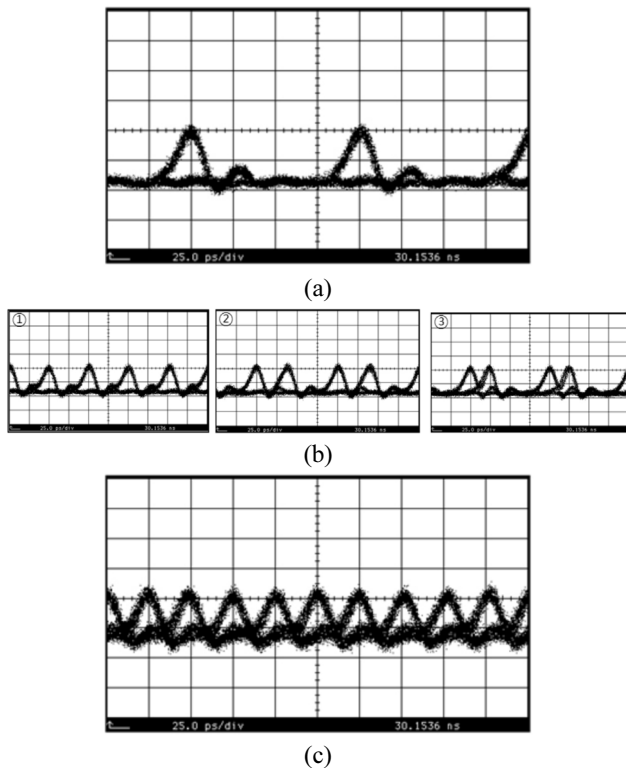 25.0 ps/div 30.1536 ns
(a)
① ② ③
25.0 ps/div 30.1536 ns 25.0 ps/div 30.1536 ns 25.0 ps/div 30.1536 ns
(b)
25.0 ps/div 30.1536 ns
(c)